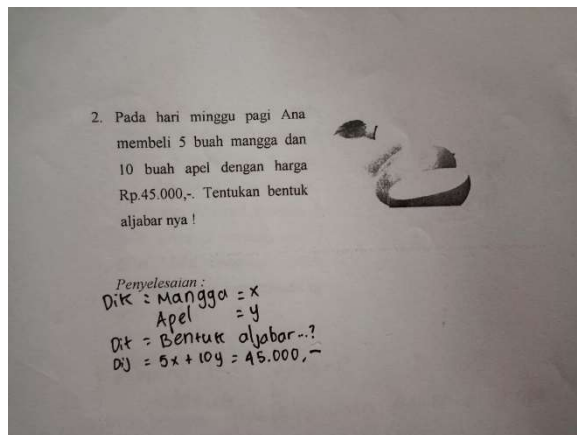 2. Pada hari minggu pagi Ana
membeli 5 buah mangga dan
10 buah apel dengan harga
Rp.45.000,-. Tentukan bentuk
aljabar nya !
Penyelesaian :
Dik : Mangga = x
Apel = y
Dit = Bentuk aljabar...?
Dij = 5x + 10y = 45.000,-